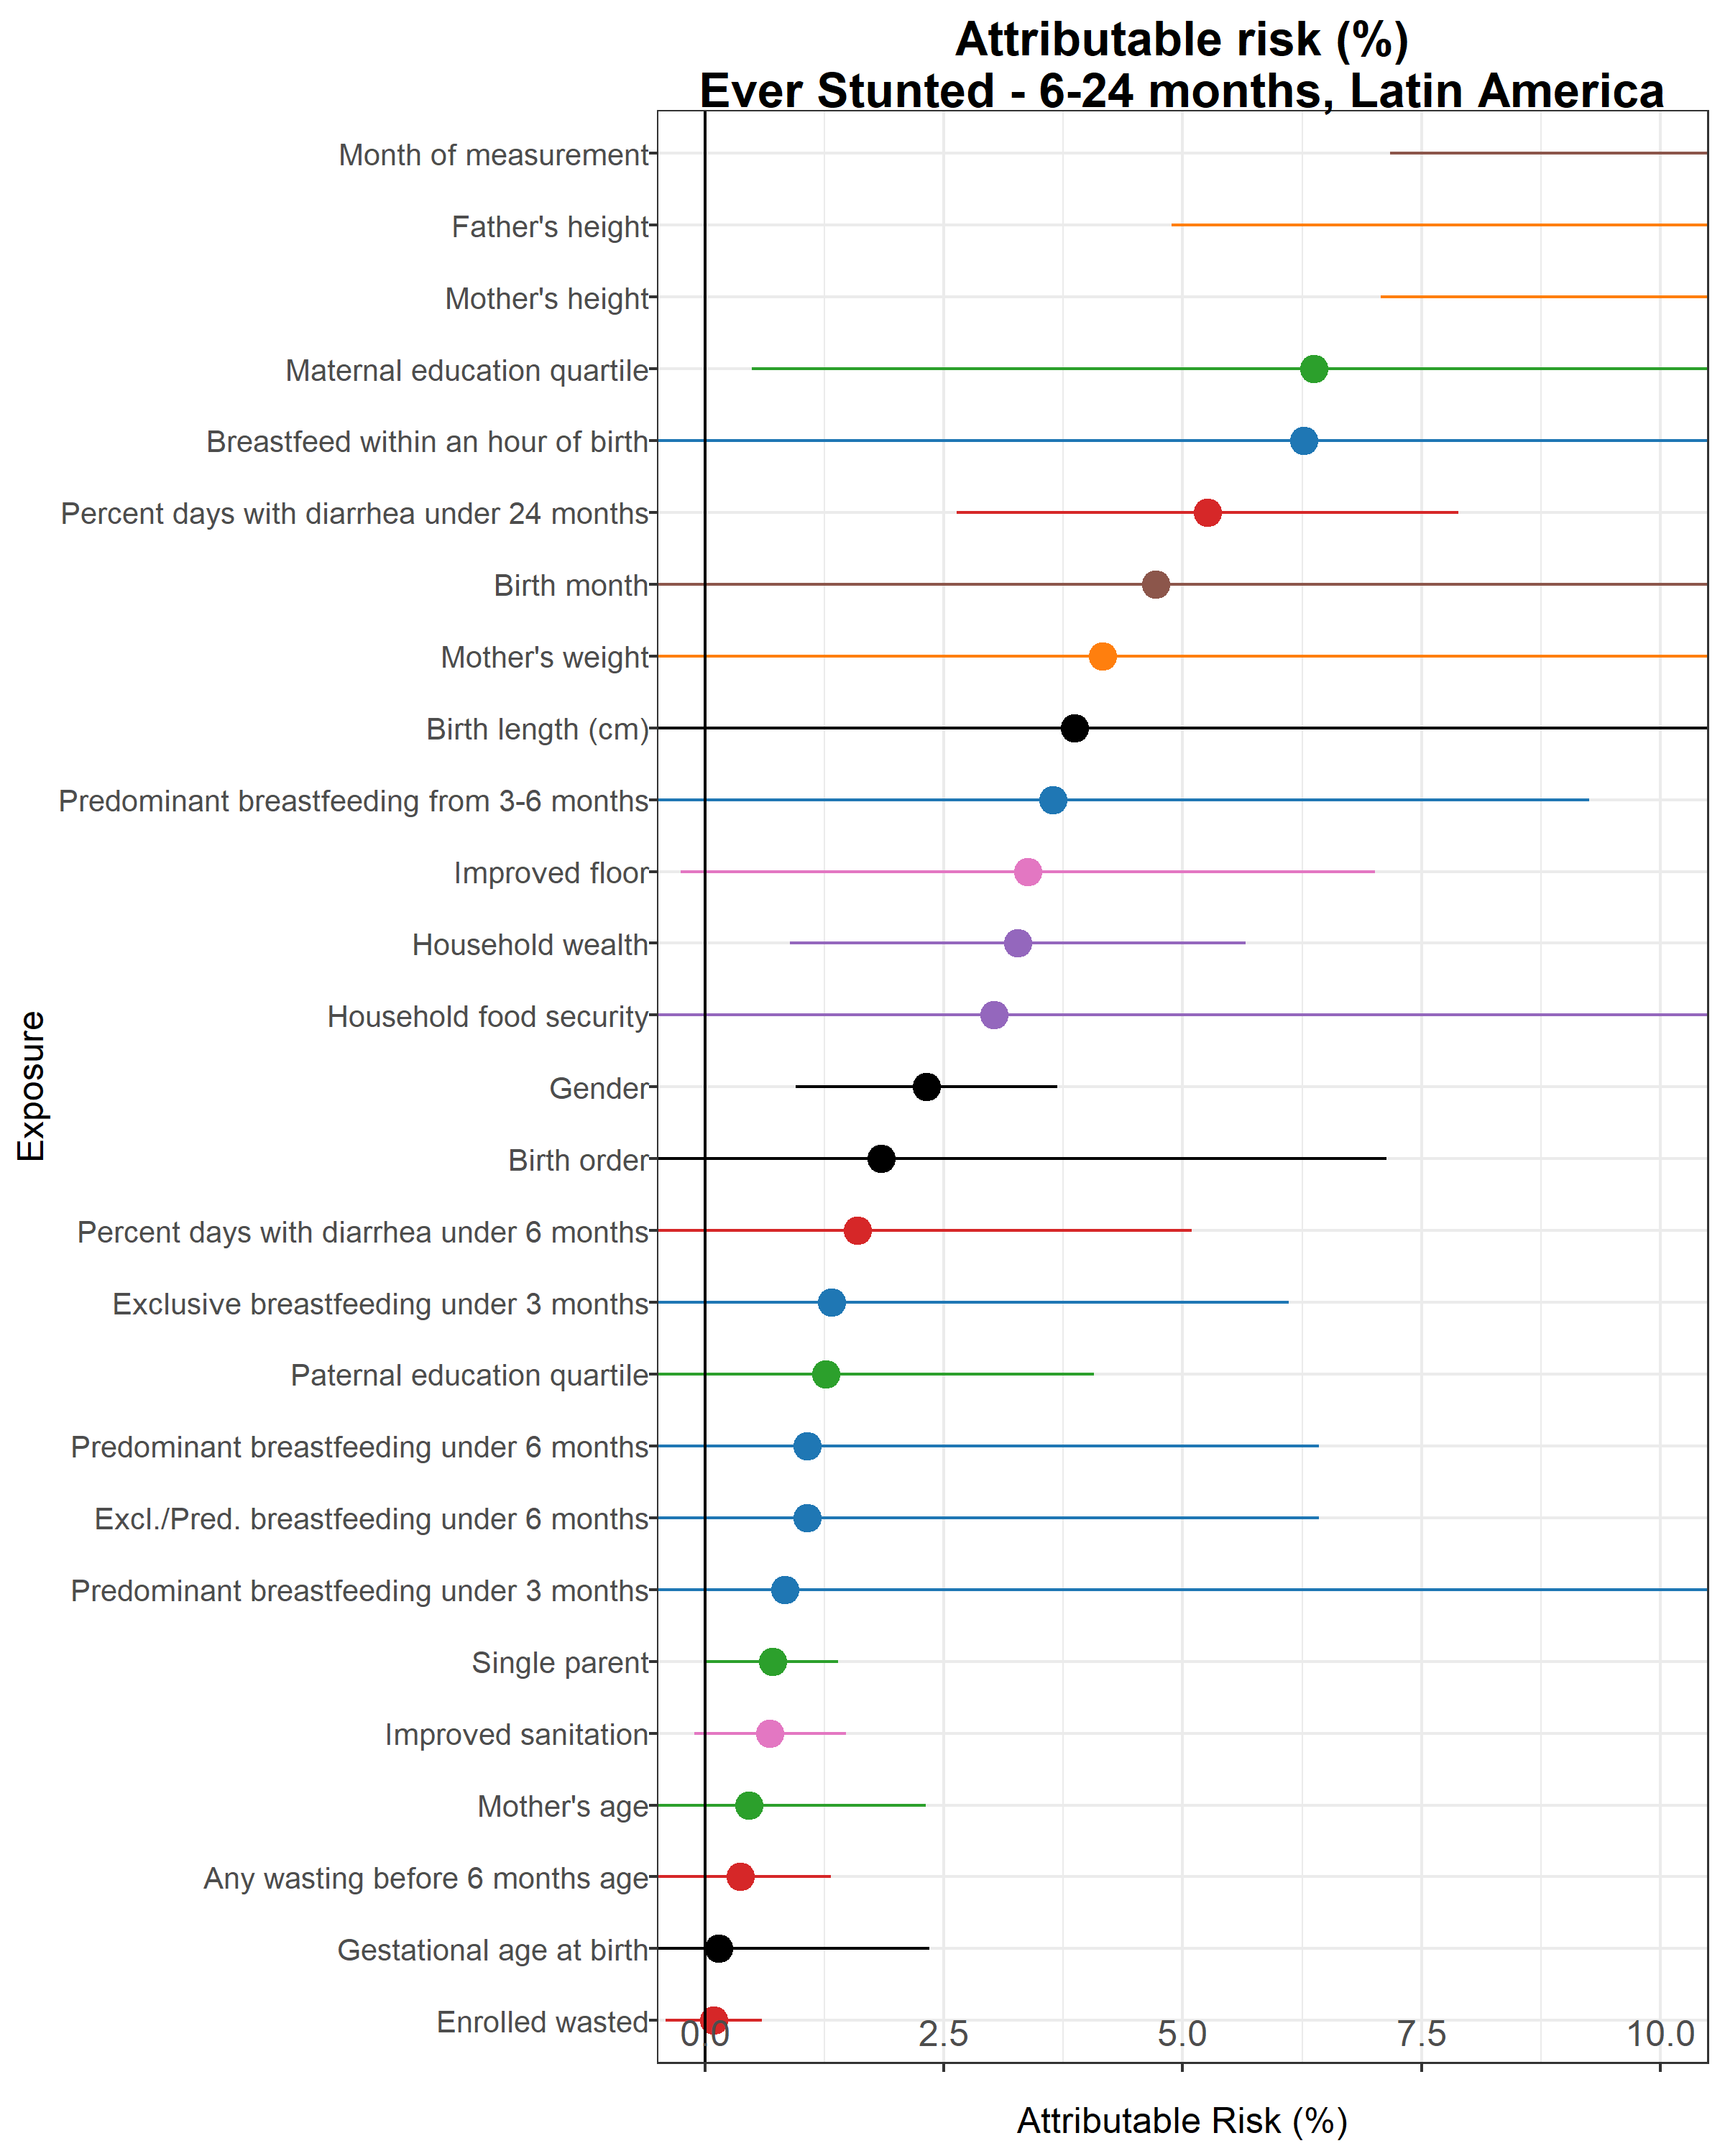 Attributable risk (%)
Ever Stunted - 6-24 months, Latin America
Month of measurement
Father's height
Mother's height
Maternal education quartile
Breastfeed within an hour of birth
Percent days with diarrhea under 24 months
Birth month
Mother's weight
Birth length (cm)
Predominant breastfeeding from 3-6 months
Improved floor
Household wealth
Household food security
Gender
Birth order
Percent days with diarrhea under 6 months
Exclusive breastfeeding under 3 months
Paternal education quartile
Predominant breastfeeding under 6 months
Excl./Pred. breastfeeding under 6 months
Predominant breastfeeding under 3 months
Single parent
Improved sanitation
Mother's age
Any wasting before 6 months age
Gestational age at birth
Enrolled wasted
Exposure
0.0 2.5 5.0 7.5 10.0
Attributable Risk (%)